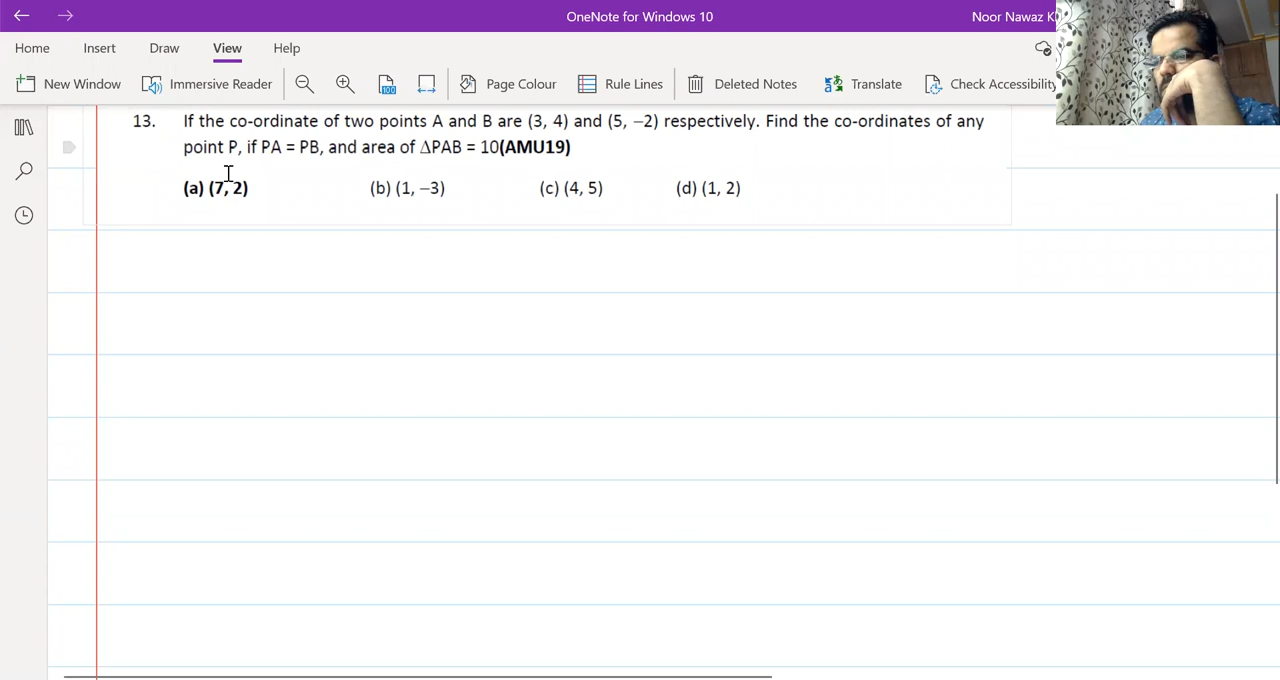 OneNote for Windows 10
Noor Nawaz K
Home Insert Draw View Help
New Window Immersive Reader 100 Page Colour Rule Lines Deleted Notes Translate Check Accessibility
13. If the co-ordinate of two points A and B are (3, 4) and (5, −2) respectively. Find the co-ordinates of any
point P, if PA = PB, and area of ΔPAB = 10(AMU19)
(a) (7, 2) (b) (1, −3) (c) (4, 5) (d) (1, 2)